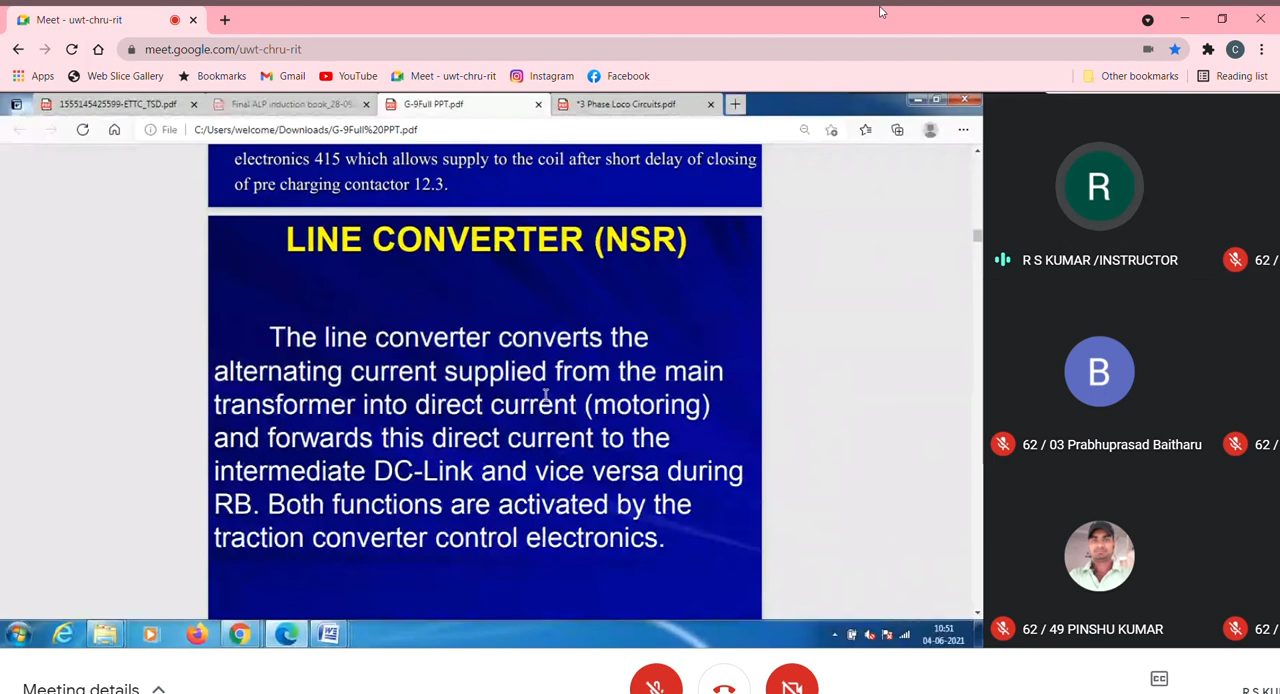 Meet - uwt-chru-rit
meet.google.com/uwt-chru-rit
C
Apps Web Slice Gallery Bookmarks Gmail YouTube Meet - uwt-chru-rit Instagram Facebook Other bookmarks Reading list
1555145425599-ETTC_TSD.pdf Final ALP induction book_28-05 G-9Full PPT.pdf *3 Phase Loco Circuits.pdf
File C:/Users/welcome/Downloads/G-9Full%20PPT.pdf
electronics 415 which allows supply to the coil after short delay of closing
of pre charging contactor 12.3.
LINE CONVERTER (NSR)
The line converter converts the
alternating current supplied from the main
transformer into direct current (motoring)
and forwards this direct current to the
intermediate DC-Link and vice versa during
RB. Both functions are activated by the
traction converter control electronics.
10:51
04-06-2021
R
R S KUMAR /INSTRUCTOR 62 /
B
62 / 03 Prabhuprasad Baitharu 62 /
62 / 49 PINSHU KUMAR 62 /
Meeting details
CC
R S KU